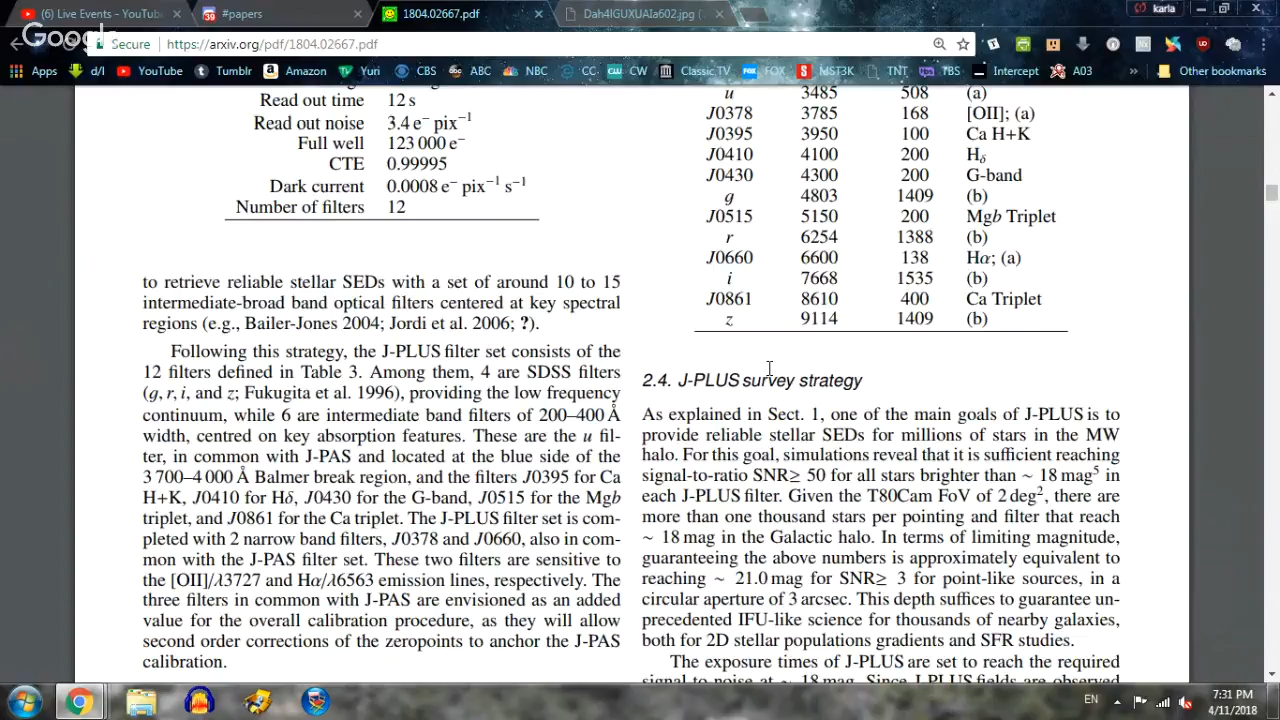 (6) Live Events - YouTube
#papers
1804.02667.pdf
Dah4IGUXUAIa602.jpg (
karla
Google
Secure
https://arxiv.org/pdf/1804.02667.pdf
Apps
d/l
YouTube
Tumblr
Amazon
Yuri
CBS
ABC
NBC
CC
CW
Classic TV
FOX
MST3K
TNT
TBS
Intercept
A03
»
Other bookmarks
Read out time 12 s
Read out noise 3.4 e− pix−1
Full well 123 000 e−
CTE 0.99995
Dark current 0.0008 e− pix−1 s−1
Number of filters 12
to retrieve reliable stellar SEDs with a set of around 10 to 15
intermediate-broad band optical filters centered at key spectral
regions (e.g., Bailer-Jones 2004; Jordi et al. 2006; ?).
Following this strategy, the J-PLUS filter set consists of the
12 filters defined in Table 3. Among them, 4 are SDSS filters
(g, r, i, and z; Fukugita et al. 1996), providing the low frequency
continuum, while 6 are intermediate band filters of 200–400 Å
width, centred on key absorption features. These are the u fil-
ter, in common with J-PAS and located at the blue side of the
3 700–4 000 Å Balmer break region, and the filters J0395 for Ca
H+K, J0410 for Hδ, J0430 for the G-band, J0515 for the Mgb
triplet, and J0861 for the Ca triplet. The J-PLUS filter set is com-
pleted with 2 narrow band filters, J0378 and J0660, also in com-
mon with the J-PAS filter set. These two filters are sensitive to
the [OII]/λ3727 and Hα/λ6563 emission lines, respectively. The
three filters in common with J-PAS are envisioned as an added
value for the overall calibration procedure, as they will allow
second order corrections of the zeropoints to anchor the J-PAS
calibration.
u 3485 508 (a)
J0378 3785 168 [OII]; (a)
J0395 3950 100 Ca H+K
J0410 4100 200 Hδ
J0430 4300 200 G-band
g 4803 1409 (b)
J0515 5150 200 Mgb Triplet
r 6254 1388 (b)
J0660 6600 138 Hα; (a)
i 7668 1535 (b)
J0861 8610 400 Ca Triplet
z 9114 1409 (b)
2.4. J-PLUS survey strategy
As explained in Sect. 1, one of the main goals of J-PLUS is to
provide reliable stellar SEDs for millions of stars in the MW
halo. For this goal, simulations reveal that it is sufficient reaching
signal-to-ratio SNR≥ 50 for all stars brighter than ~ 18 mag5 in
each J-PLUS filter. Given the T80Cam FoV of 2 deg2, there are
more than one thousand stars per pointing and filter that reach
~ 18 mag in the Galactic halo. In terms of limiting magnitude,
guaranteeing the above numbers is approximately equivalent to
reaching ~ 21.0 mag for SNR≥ 3 for point-like sources, in a
circular aperture of 3 arcsec. This depth suffices to guarantee un-
precedented IFU-like science for thousands of nearby galaxies,
both for 2D stellar populations gradients and SFR studies.
The exposure times of J-PLUS are set to reach the required
signal to noise at ~ 18 mag. Since J-PLUS fields are observed
EN
7:31 PM
4/11/2018